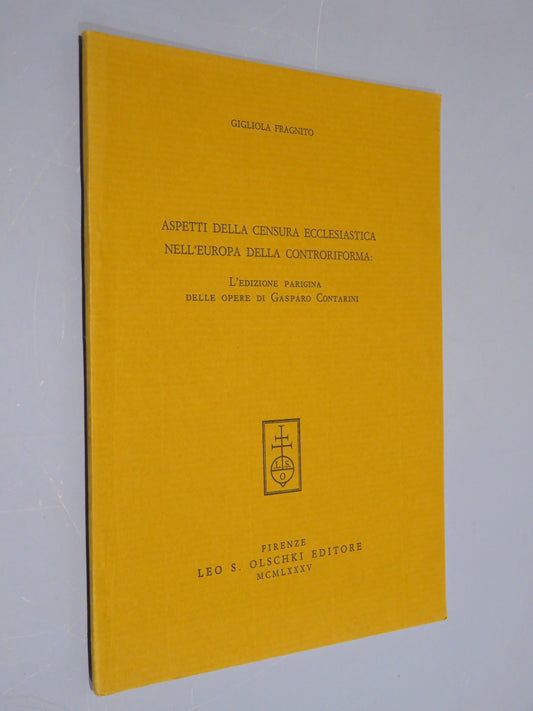 GIGLIOLA FRAGNITO
ASPETTI DELLA CENSURA ECCLESIASTICA
NELL'EUROPA DELLA CONTRORIFORMA:
L'EDIZIONE PARIGINA
DELLE OPERE DI GASPARO CONTARINI
L S
O
FIRENZE
LEO S. OLSCHKI EDITORE
MCMLXXXV